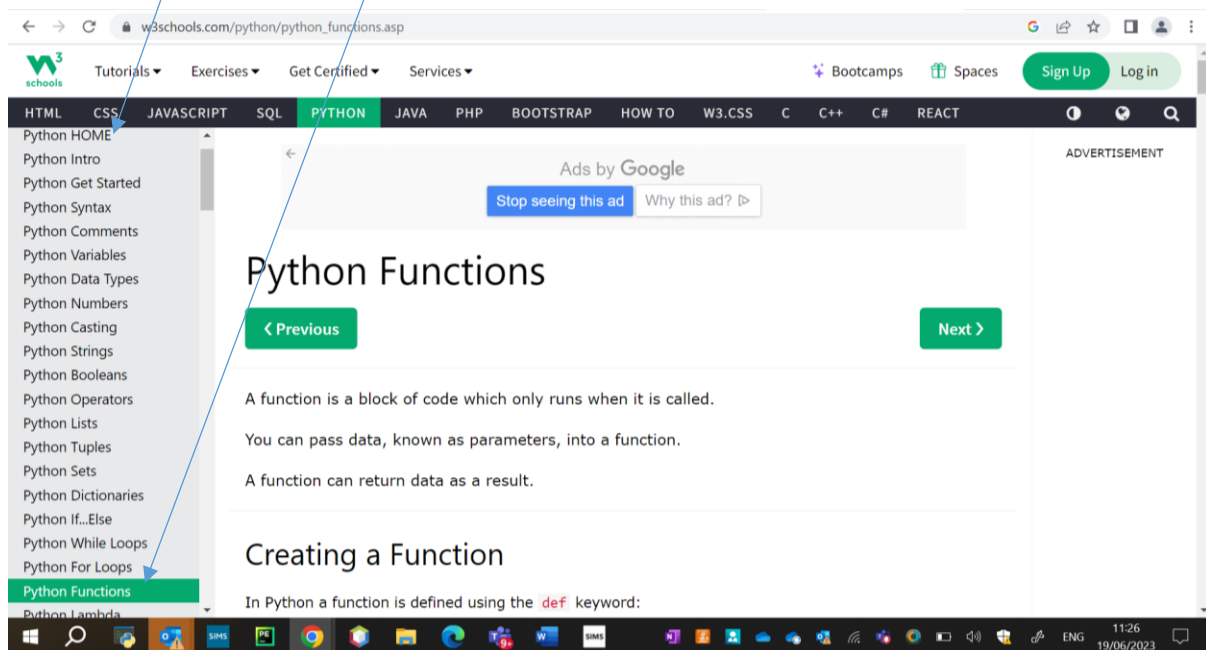 w3schools.com/python/python_functions.asp
W3 schools
Tutorials Exercises Get Certified Services Bootcamps Spaces Sign Up Log in
HTML CSS JAVASCRIPT SQL PYTHON JAVA PHP BOOTSTRAP HOW TO W3.CSS C C++ C# REACT
Python HOME
Python Intro
Python Get Started
Python Syntax
Python Comments
Python Variables
Python Data Types
Python Numbers
Python Casting
Python Strings
Python Booleans
Python Operators
Python Lists
Python Tuples
Python Sets
Python Dictionaries
Python If...Else
Python While Loops
Python For Loops
Python Functions
Python Lambda
Ads by Google
Stop seeing this ad Why this ad?
ADVERTISEMENT
Python Functions
❮ Previous Next ❯
A function is a block of code which only runs when it is called.
You can pass data, known as parameters, into a function.
A function can return data as a result.
Creating a Function
In Python a function is defined using the def keyword:
SIMS PE 9+ W SIMS ENG 11:26
19/06/2023